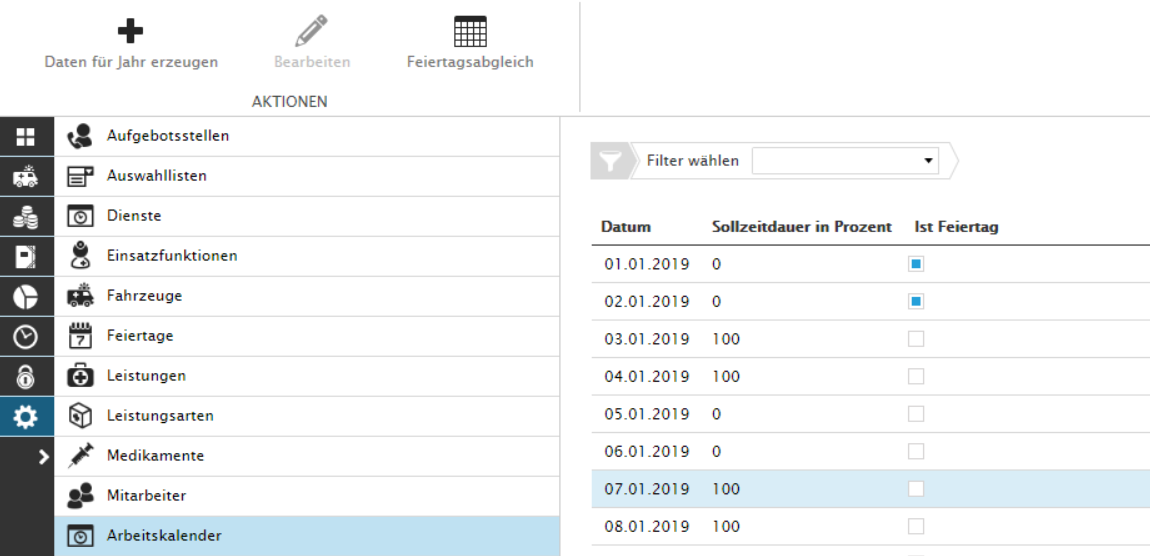 Daten für Jahr erzeugen
Bearbeiten
Feiertagsabgleich
AKTIONEN
Aufgebotsstellen
Auswahllisten
Dienste
Einsatzfunktionen
Fahrzeuge
7
Feiertage
Leistungen
Leistungsarten
Medikamente
Mitarbeiter
Arbeitskalender
Filter wählen
Datum Sollzeitdauer in Prozent Ist Feiertag
01.01.2019 0
02.01.2019 0
03.01.2019 100
04.01.2019 100
05.01.2019 0
06.01.2019 0
07.01.2019 100
08.01.2019 100